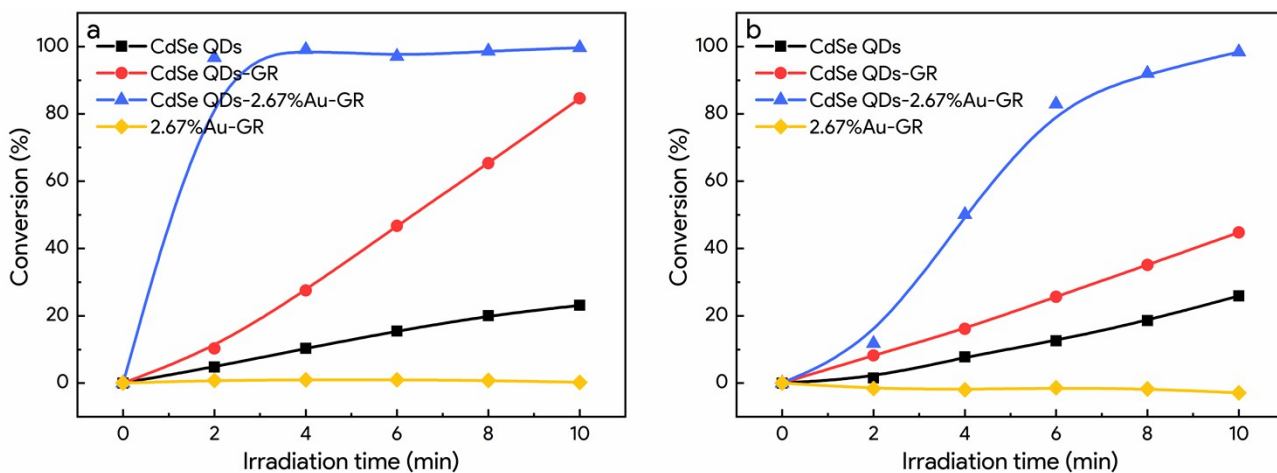 a
CdSe QDs
CdSe QDs-GR
CdSe QDs-2.67%Au-GR
2.67%Au-GR
Conversion (%)
100
80
60
40
20
0
0 2 4 6 8 10
Irradiation time (min)
b
CdSe QDs
CdSe QDs-GR
CdSe QDs-2.67%Au-GR
2.67%Au-GR
Conversion (%)
100
80
60
40
20
0
0 2 4 6 8 10
Irradiation time (min)